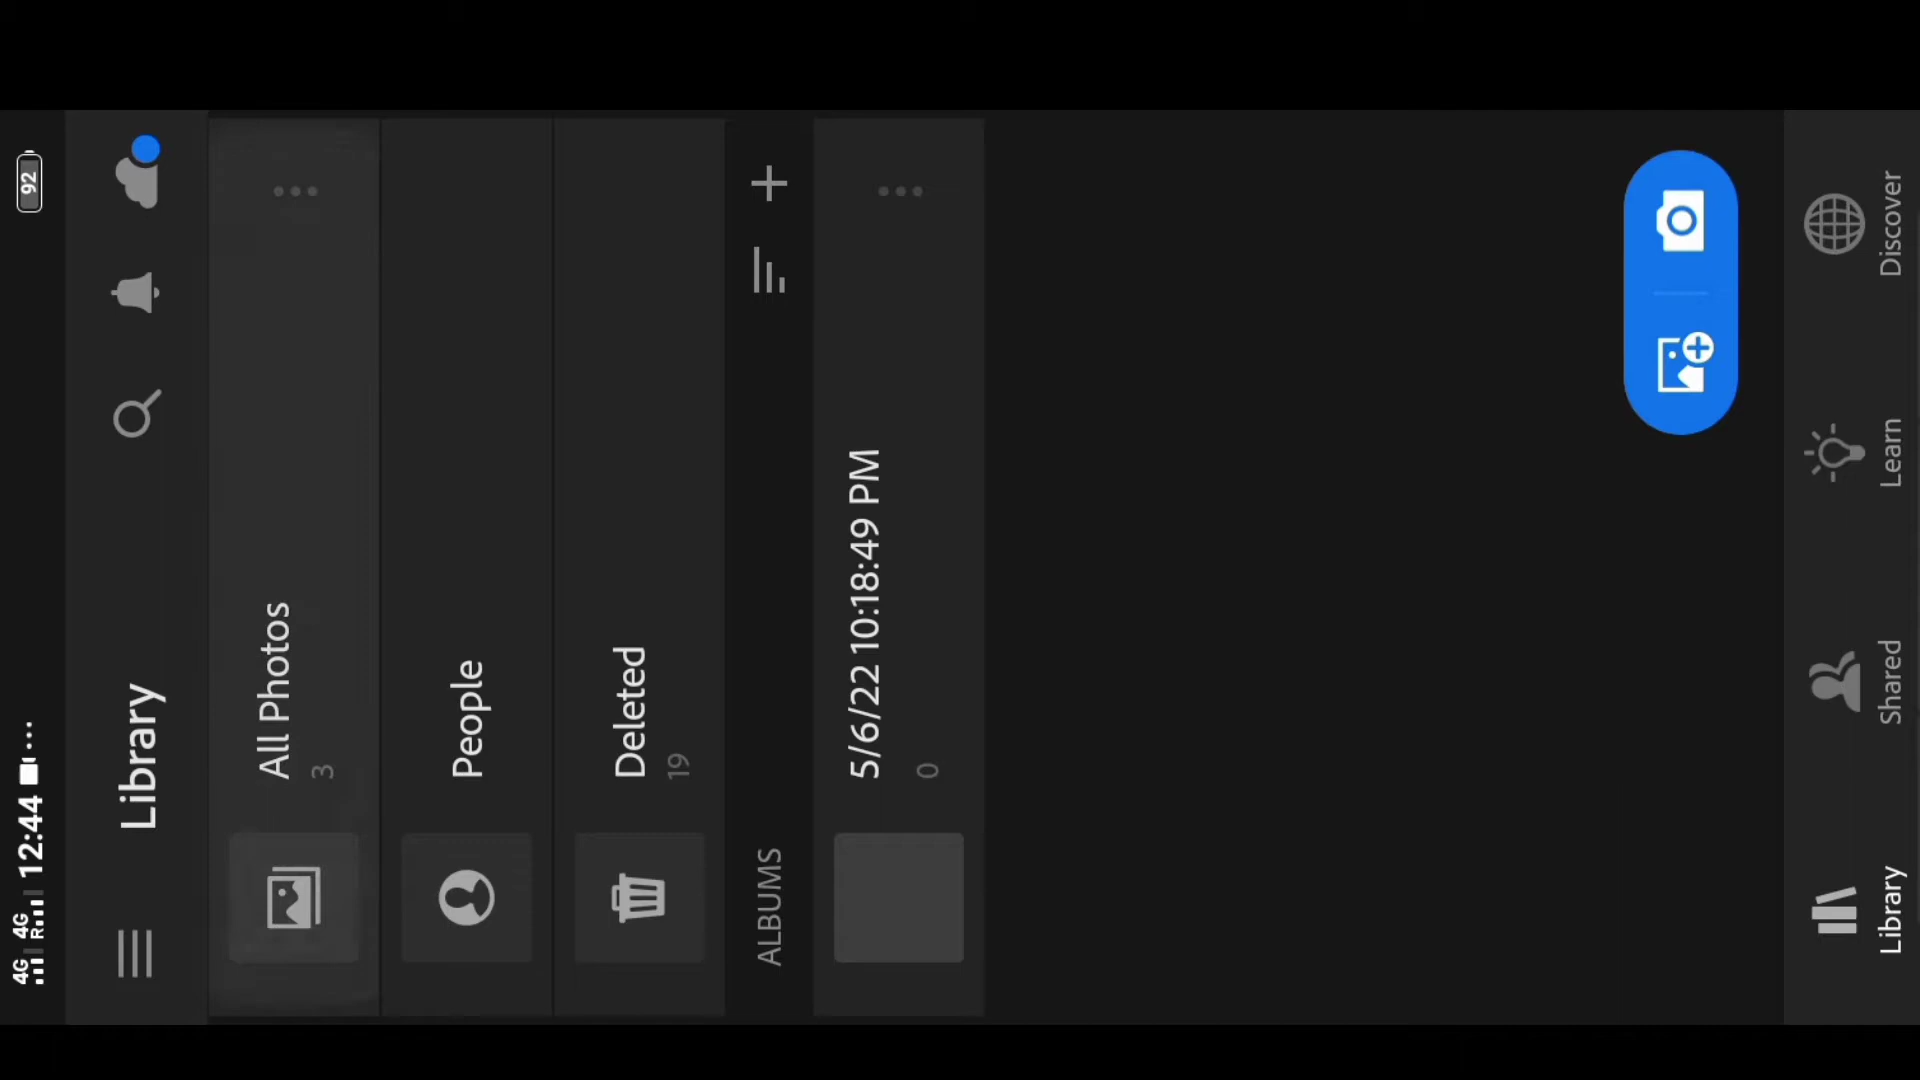 4G 4G R 12:44 ... 92
Library
All Photos
3
People
Deleted
19
ALBUMS
5/6/22 10:18:49 PM
0
Library Shared Learn Discover